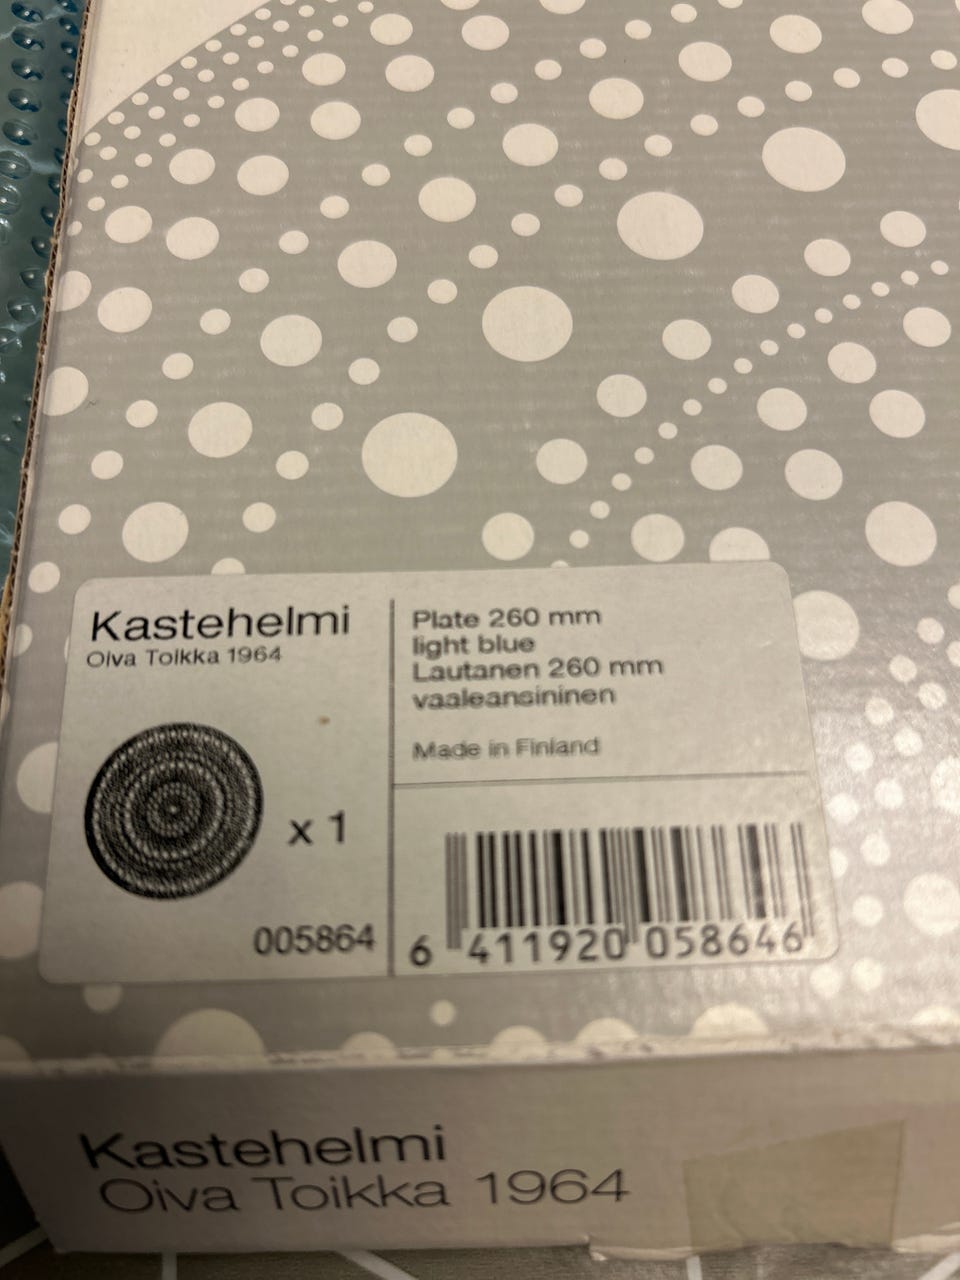 Kastehelmi
Oiva Toikka 1964
x 1
005864
Plate 260 mm
light blue
Lautanen 260 mm
vaaleansininen
Made in Finland
6 411920 058646
Kastehelmi
Oiva Toikka 1964